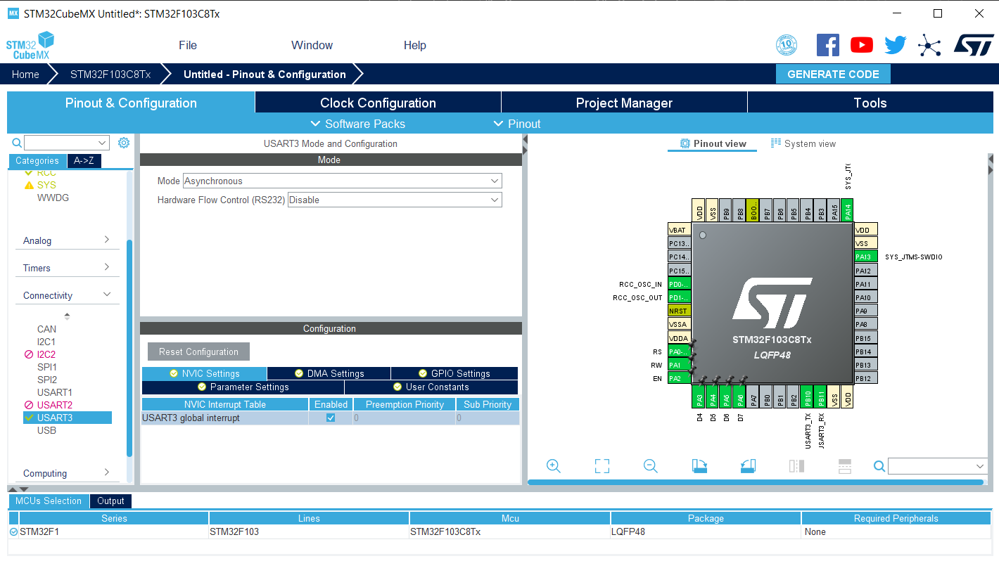 MX STM32CubeMX Untitled*: STM32F103C8Tx
STM32 CubeMX
File Window Help
10
Home STM32F103C8Tx Untitled - Pinout & Configuration GENERATE CODE
Pinout & Configuration Clock Configuration Project Manager Tools
Software Packs Pinout
Categories A->Z
RCC
SYS
WWDG
Analog
Timers
Connectivity
CAN
I2C1
I2C2
SPI1
SPI2
USART1
USART2
USART3
USB
Computing
USART3 Mode and Configuration
Mode
Mode Asynchronous
Hardware Flow Control (RS232) Disable
Configuration
Reset Configuration
NVIC Settings DMA Settings GPIO Settings
Parameter Settings User Constants
NVIC Interrupt Table Enabled Preemption Priority Sub Priority
USART3 global interrupt 0 0
Pinout view System view
SYS_JTC
VDD VSS PB9 PB8 BOO.. PB7 PB6 PB5 PB4 PB3 PA15 PA14
VBAT
PC13..
PC14..
PC15..
RCC_OSC_IN PD0-..
RCC_OSC_OUT PD1-..
NRST
VSSA
VDDA
RS PA0-..
RW PA1
EN PA2
VDD
VSS
PA13 SYS_JTMS-SWDIO
PA12
PA11
PA10
PA9
PA8
PB15
PB14
PB13
PB12
ST
STM32F103C8Tx
LQFP48
PA3 PA4 PA5 PA6 PA7 PB0 PB1 PB2 PB10 PB11 VSS VDD
D4 D5 D6 D7 USART3_TX USART3_RX
MCUs Selection Output
Series Lines Mcu Package Required Peripherals
STM32F1 STM32F103 STM32F103C8Tx LQFP48 None